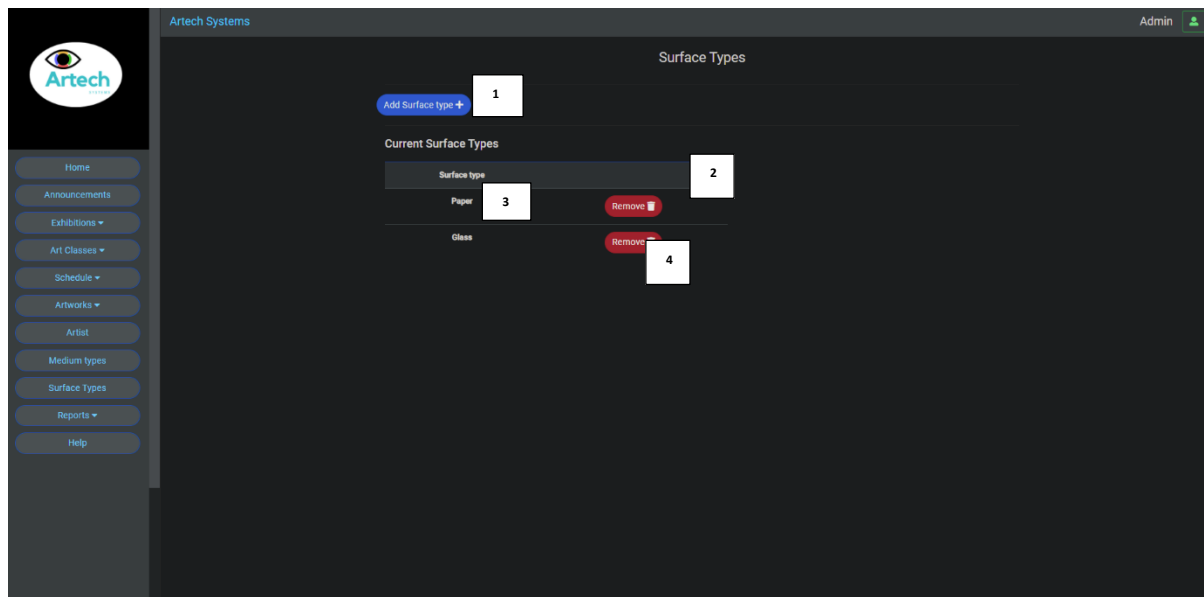 Artech Systems
Admin
Artech
SYSTEMS
Surface Types
Add Surface type +
1
Current Surface Types
Surface type
2
Paper
3
Remove
Glass
Remove
4
Home
Announcements
Exhibitions
Art Classes
Schedule
Artworks
Artist
Medium types
Surface Types
Reports
Help